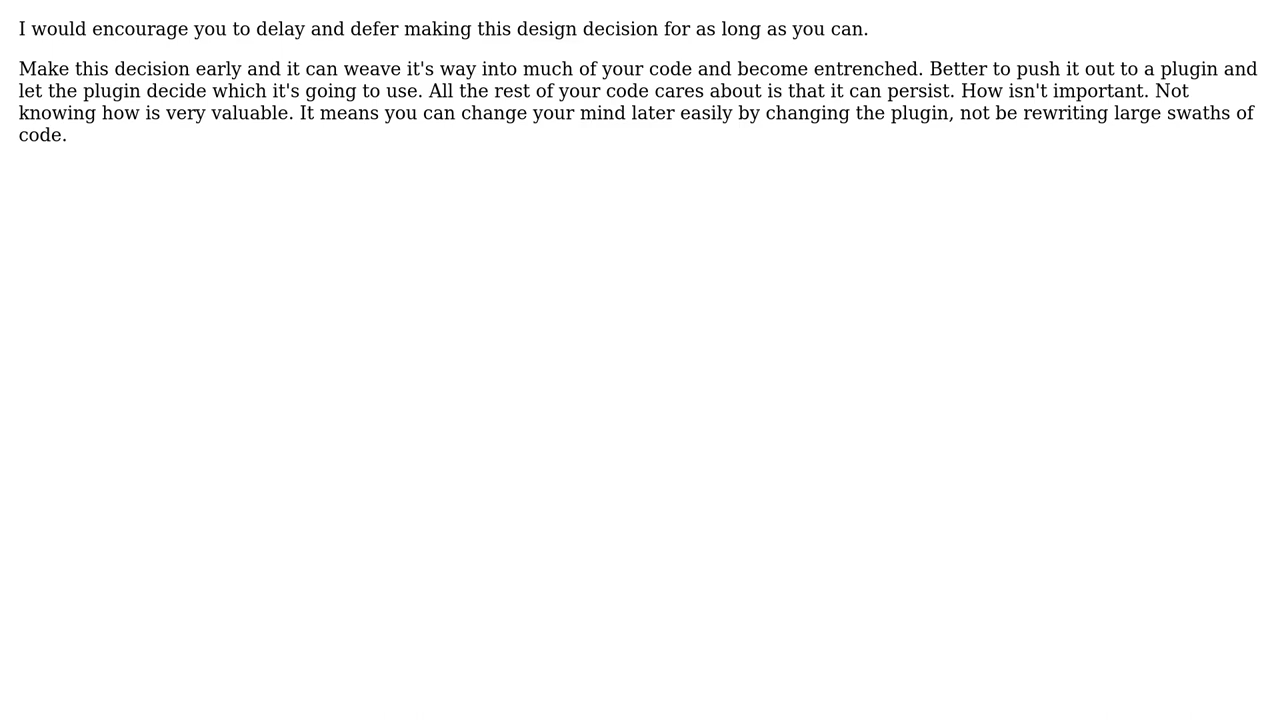 I would encourage you to delay and defer making this design decision for as long as you can.
Make this decision early and it can weave it's way into much of your code and become entrenched. Better to push it out to a plugin and
let the plugin decide which it's going to use. All the rest of your code cares about is that it can persist. How isn't important. Not
knowing how is very valuable. It means you can change your mind later easily by changing the plugin, not be rewriting large swaths of
code.